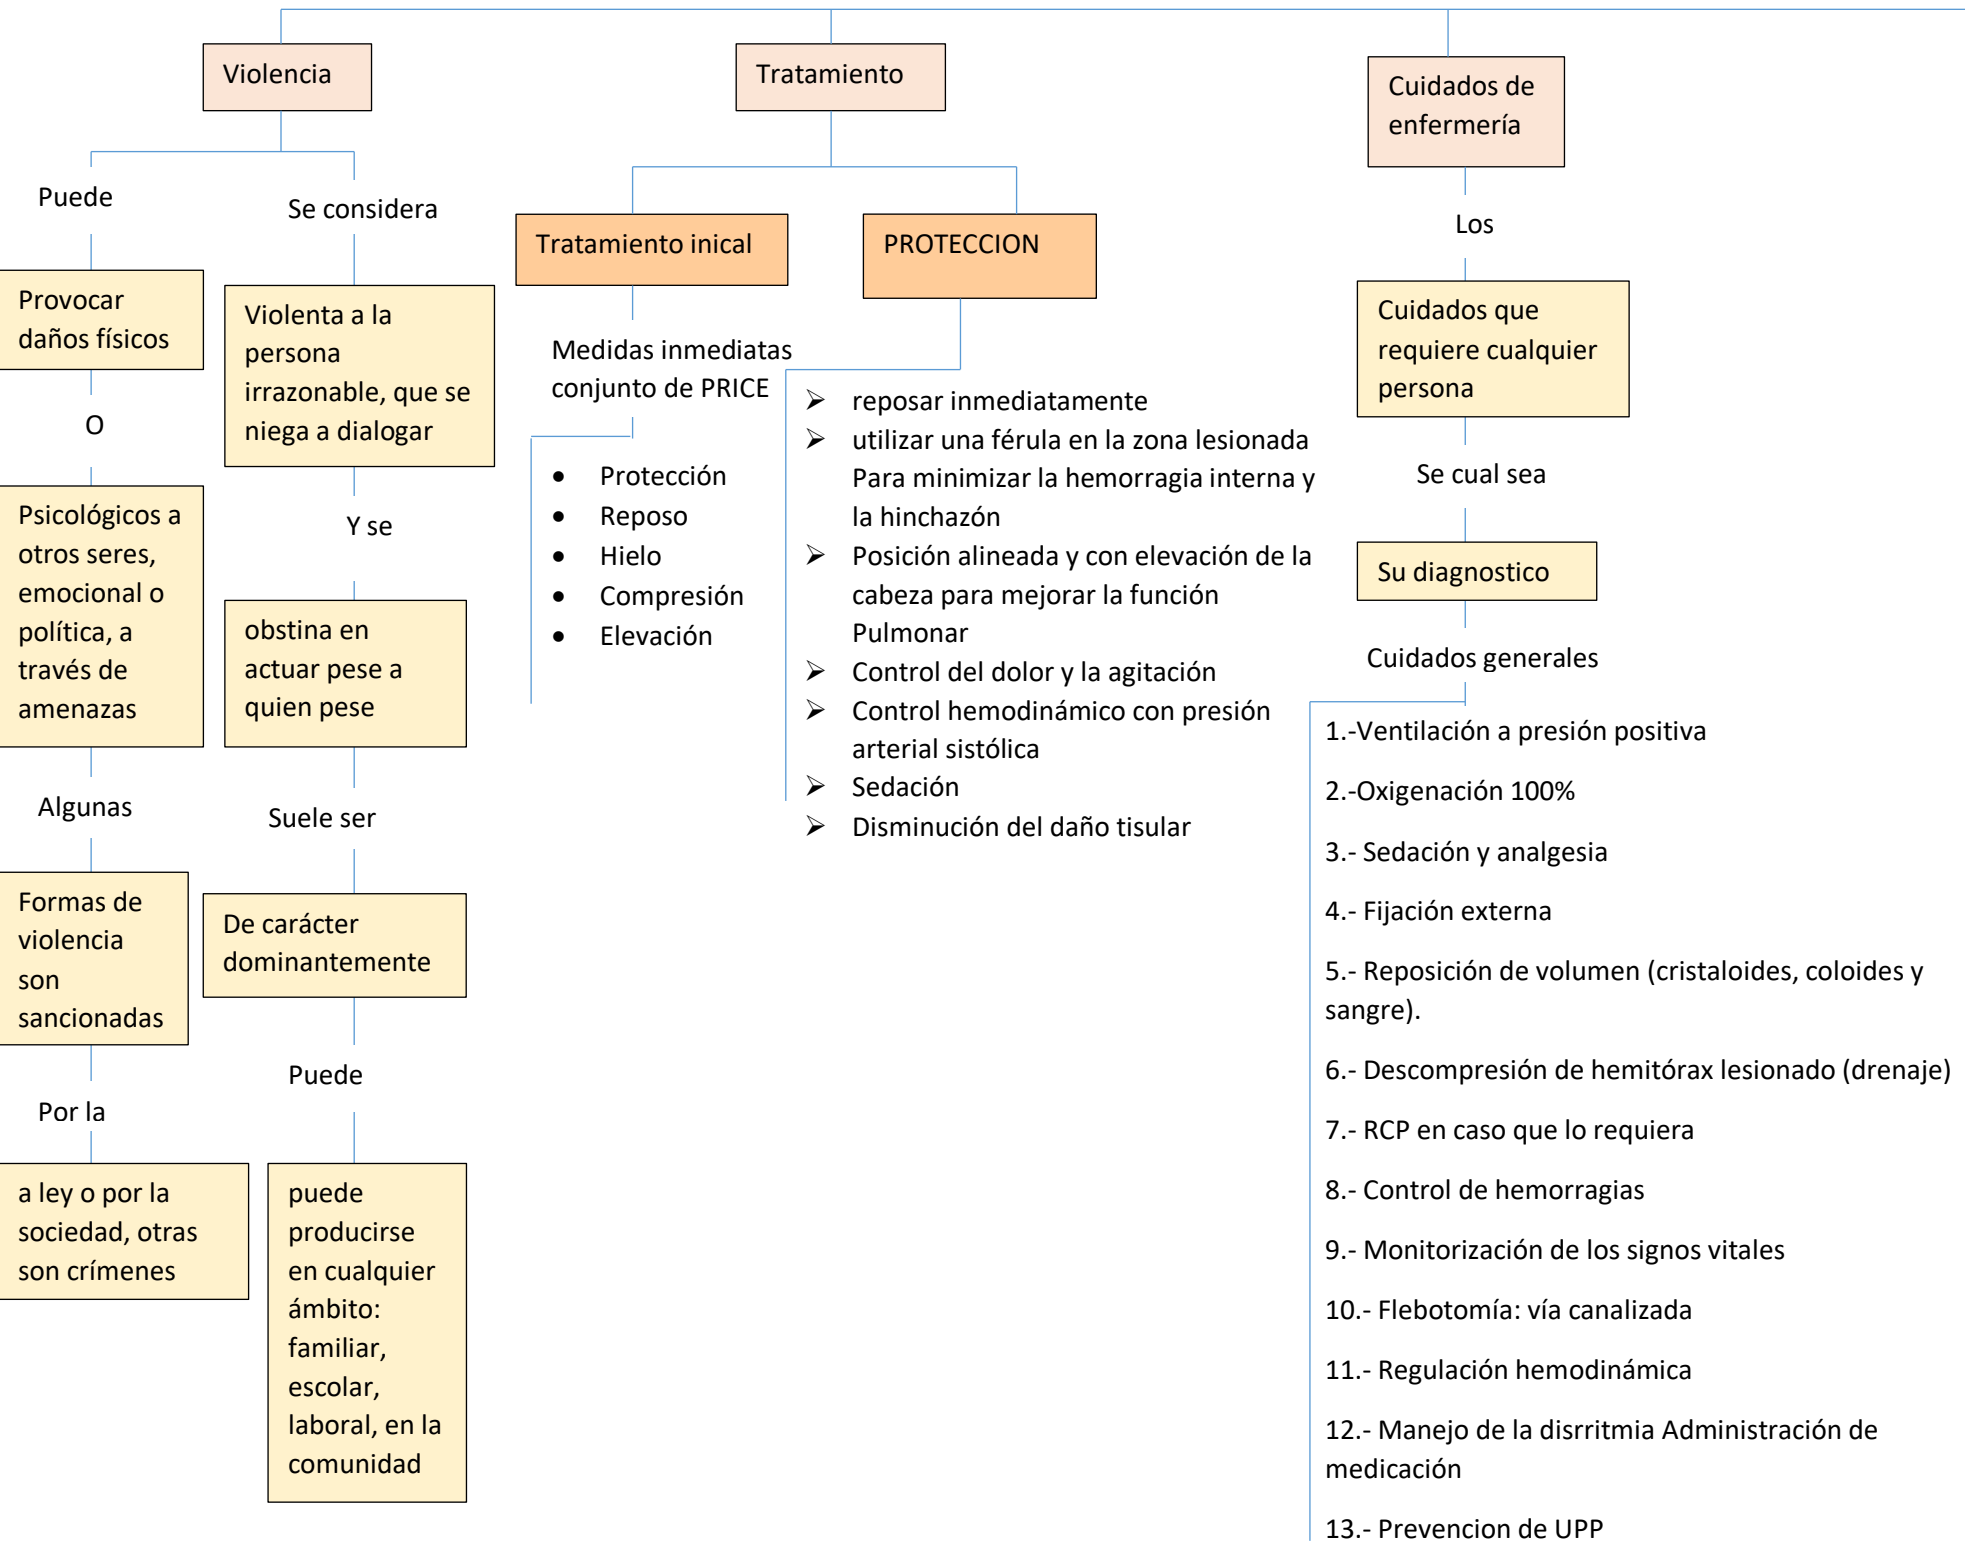 Violencia
Puede
Provocar
daños físicos
O
Psicológicos a
otros seres,
emocional o
política, a
través de
amenazas
Algunas
Formas de
violencia
son
sancionadas
Por la
a ley o por la
sociedad, otras
son crímenes
Se considera
Violenta a la
persona
irrazonable, que se
niega a dialogar
Y se
obstina en
actuar pese a
quien pese
Suele ser
De carácter
dominantemente
Puede
puede
producirse
en cualquier
ámbito:
familiar,
escolar,
laboral, en la
comunidad
Tratamiento
Tratamiento inical
Medidas inmediatas
conjunto de PRICE
• Protección
• Reposo
• Hielo
• Compresión
• Elevación
PROTECCION
➢ reposar inmediatamente
➢ utilizar una férula en la zona lesionada
Para minimizar la hemorragia interna y
la hinchazón
➢ Posición alineada y con elevación de la
cabeza para mejorar la función
Pulmonar
➢ Control del dolor y la agitación
➢ Control hemodinámico con presión
arterial sistólica
➢ Sedación
➢ Disminución del daño tisular
Cuidados de
enfermería
Los
Cuidados que
requiere cualquier
persona
Se cual sea
Su diagnostico
Cuidados generales
1.-Ventilación a presión positiva
2.-Oxigenación 100%
3.- Sedación y analgesia
4.- Fijación externa
5.- Reposición de volumen (cristaloides, coloides y
sangre).
6.- Descompresión de hemitórax lesionado (drenaje)
7.- RCP en caso que lo requiera
8.- Control de hemorragias
9.- Monitorización de los signos vitales
10.- Flebotomía: vía canalizada
11.- Regulación hemodinámica
12.- Manejo de la disrritmia Administración de
medicación
13.- Prevencion de UPP